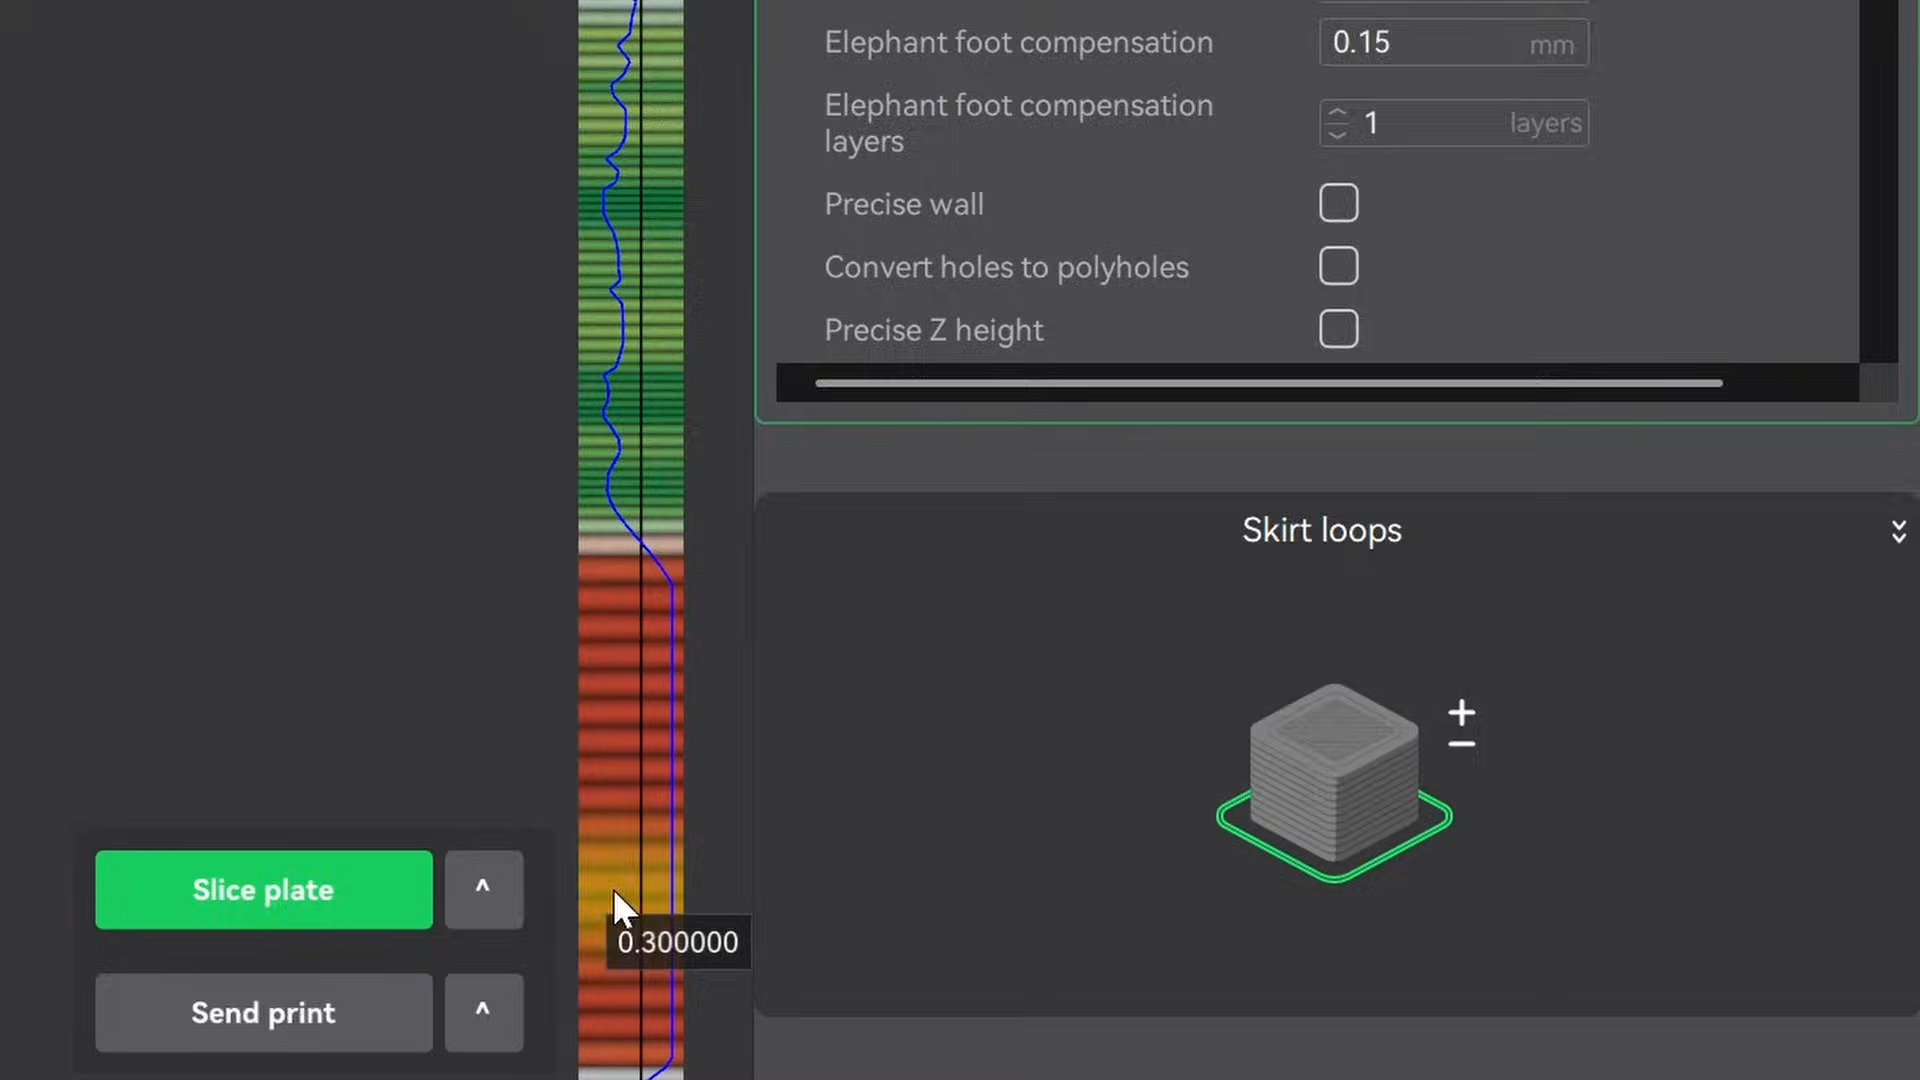 Elephant foot compensation
0.15 mm
Elephant foot compensation
layers
1 layers
Precise wall
Convert holes to polyholes
Precise Z height
Skirt loops
Slice plate
^
0.300000
Send print
^